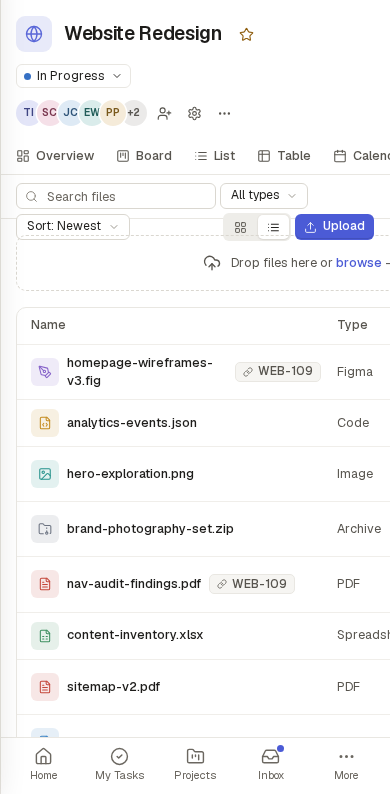 Website Redesign
In Progress
TI SC JC EW PP +2
Overview Board List Table Calen
Search files All types
Sort: Newest Upload
Drop files here or browse
Name Type
homepage-wireframes-
v3.fig WEB-109 Figma
analytics-events.json Code
hero-exploration.png Image
brand-photography-set.zip Archive
nav-audit-findings.pdf WEB-109 PDF
content-inventory.xlsx Spreads
sitemap-v2.pdf PDF
Home My Tasks Projects Inbox More